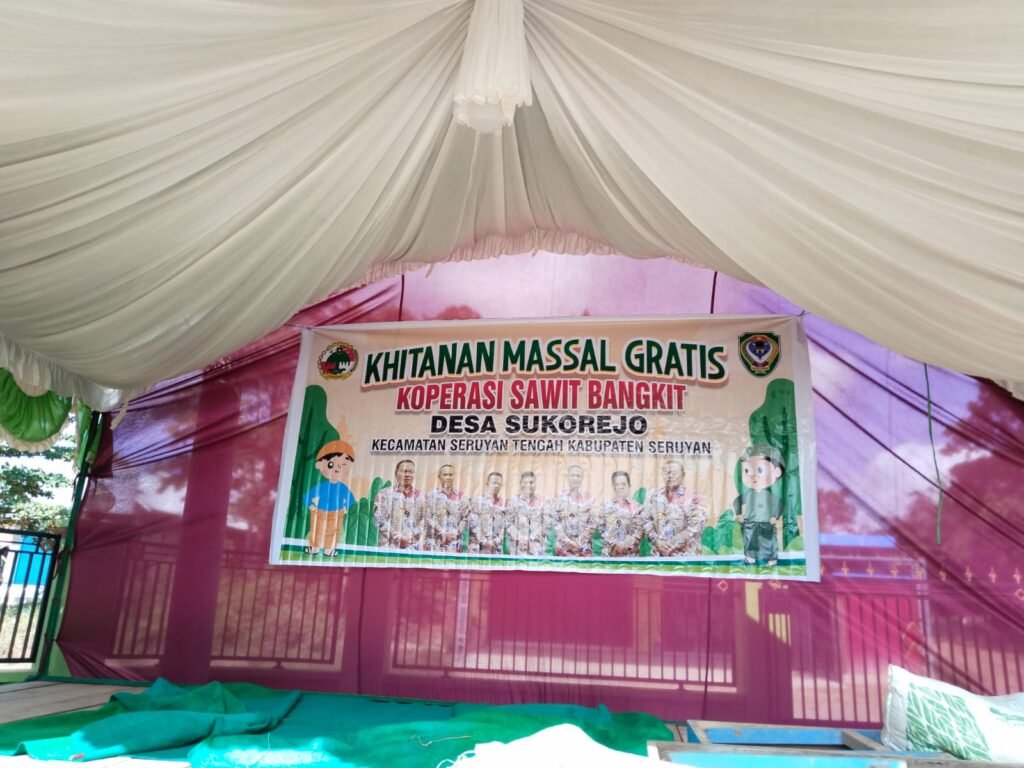 KHITANAN MASSAL GRATIS
KOPERASI SAWIT BANGKIT
DESA SUKOREJO
KECAMATAN SERUYAN TENGAH KABUPATEN SERUYAN